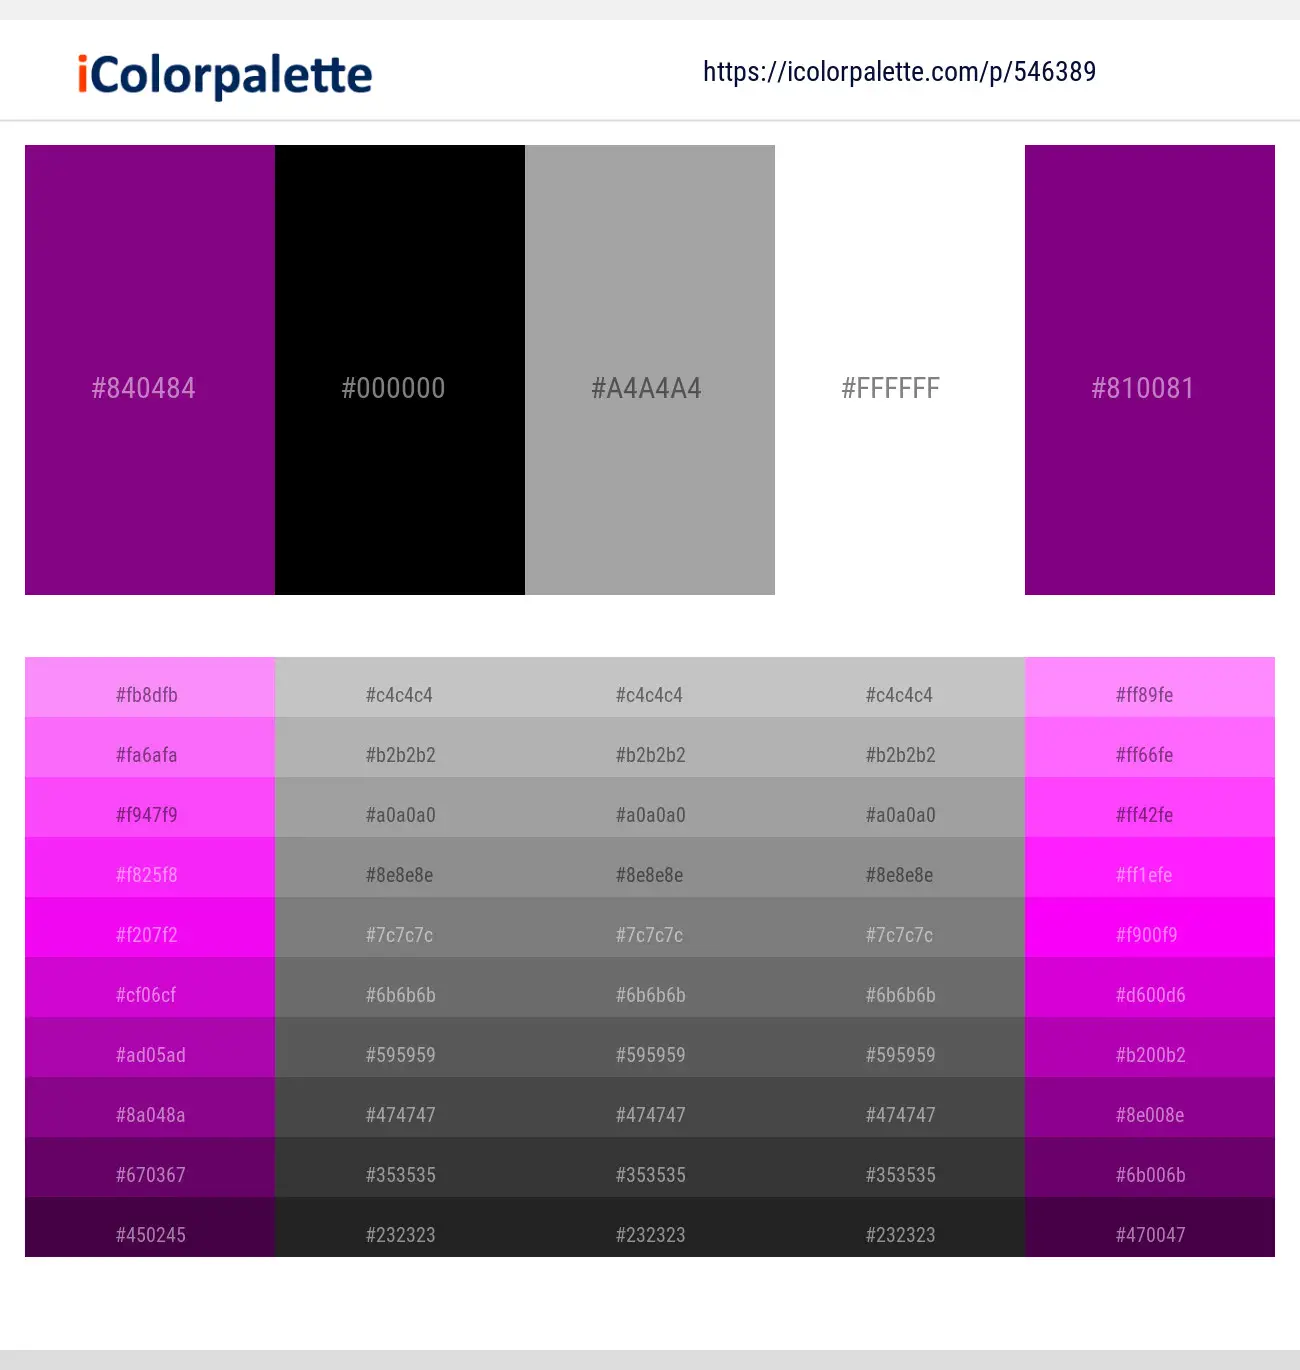 iColorpalette
https://icolorpalette.com/p/546389
#840484 #000000 #A4A4A4 #FFFFFF #810081
#fb8dfb #c4c4c4 #c4c4c4 #c4c4c4 #ff89fe
#fa6afa #b2b2b2 #b2b2b2 #b2b2b2 #ff66fe
#f947f9 #a0a0a0 #a0a0a0 #a0a0a0 #ff42fe
#f825f8 #8e8e8e #8e8e8e #8e8e8e #ff1efe
#f207f2 #7c7c7c #7c7c7c #7c7c7c #f900f9
#cf06cf #6b6b6b #6b6b6b #6b6b6b #d600d6
#ad05ad #595959 #595959 #595959 #b200b2
#8a048a #474747 #474747 #474747 #8e008e
#670367 #353535 #353535 #353535 #6b006b
#450245 #232323 #232323 #232323 #470047